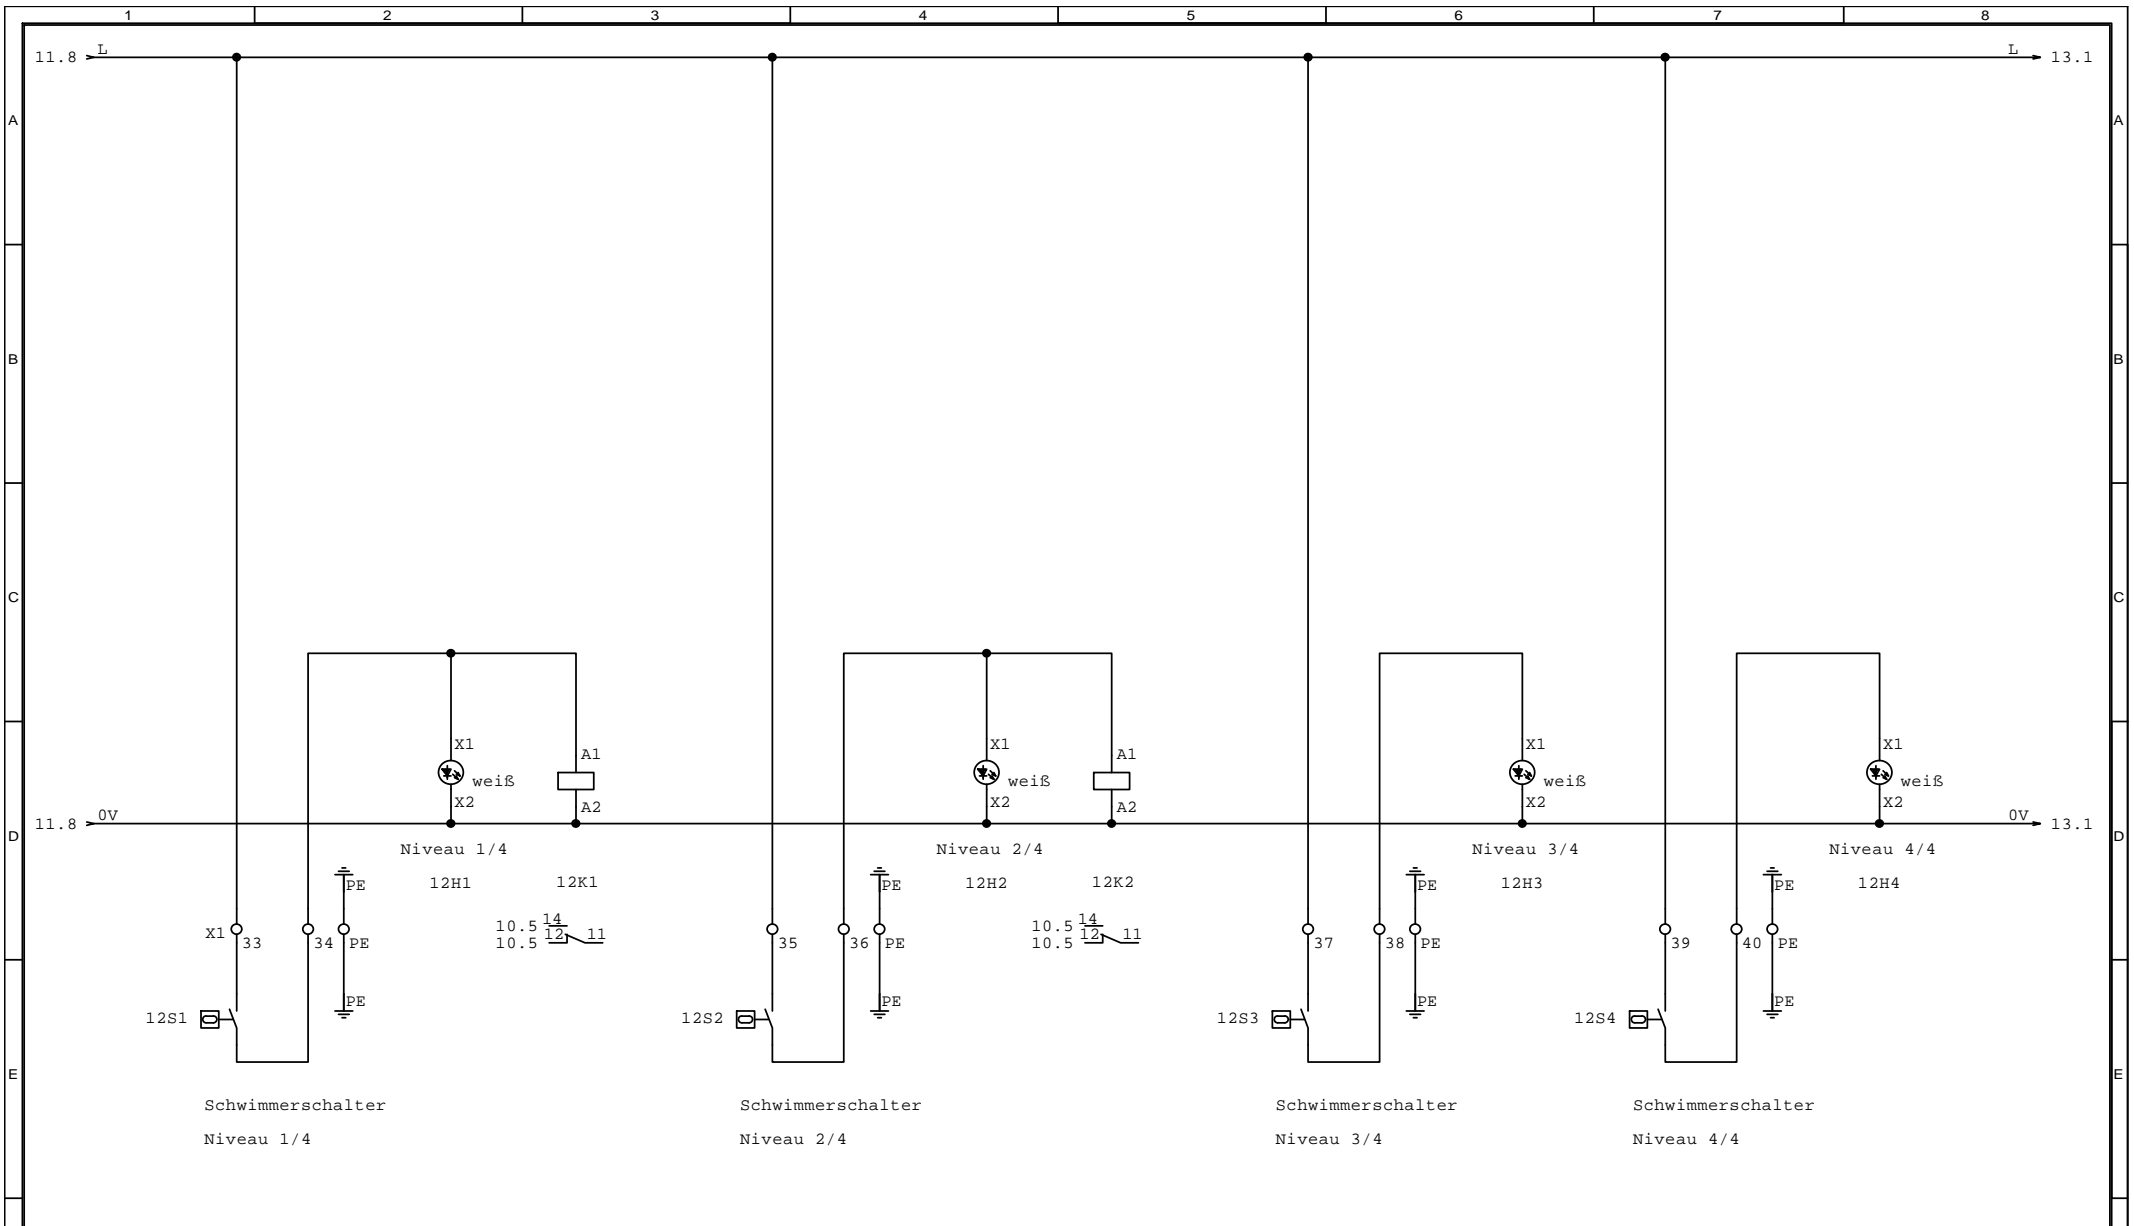 1 2 3 4 5 6 7 8
11.8 L L 13.1
A A
B B
C C
X1 X1 X1 X1
A1 A1
weiß weiß weiß weiß
X2 A2 X2 A2 X2 X2
11.8 0V 0V 13.1
D D
Niveau 1/4 Niveau 2/4 Niveau 3/4 Niveau 4/4
PE 12H1 12K1 PE 12H2 12K2 PE 12H3 PE 12H4
10.5 14 10.5 14
X1 33 34 PE 10.5 12 11 35 36 PE 10.5 12 11 37 38 PE 39 40 PE
PE PE PE PE
12S1 12S2 12S3 12S4
E E
Schwimmerschalter Schwimmerschalter Schwimmerschalter Schwimmerschalter
Niveau 1/4 Niveau 2/4 Niveau 3/4 Niveau 4/4